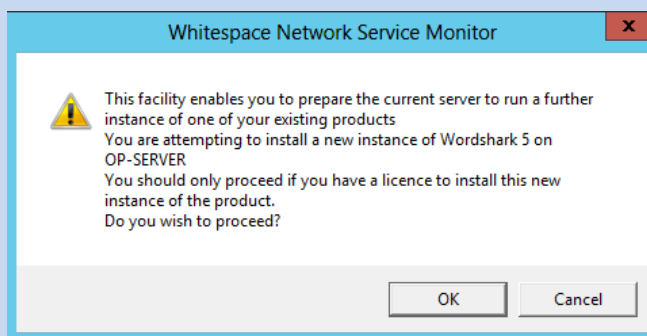 Whitespace Network Service Monitor
x
This facility enables you to prepare the current server to run a further
instance of one of your existing products
You are attempting to install a new instance of Wordshark 5 on
OP-SERVER
You should only proceed if you have a licence to install this new
instance of the product.
Do you wish to proceed?
OK
Cancel